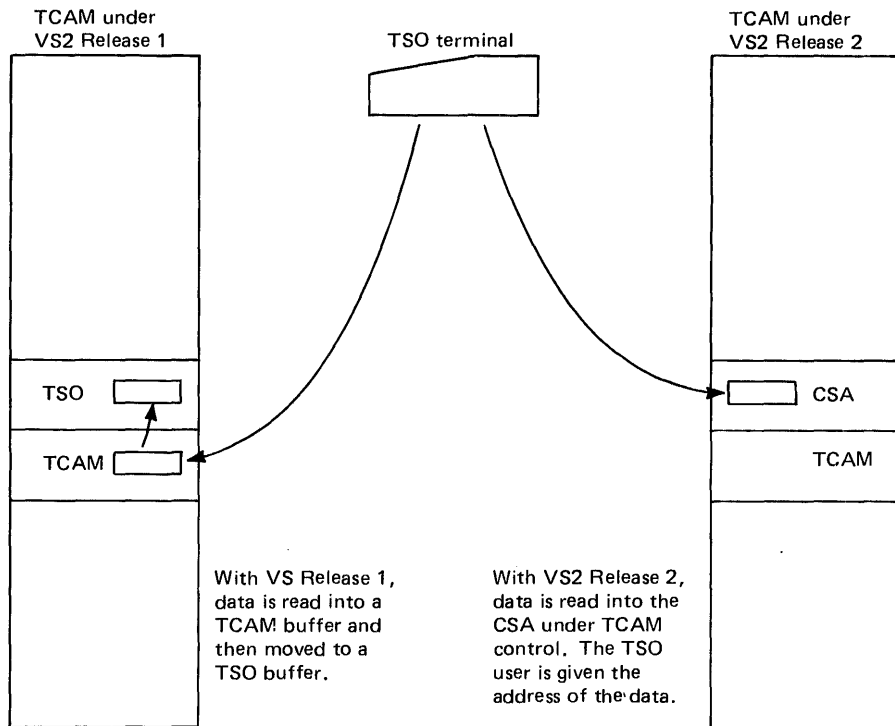 TCAM under
VS2 Release 1
TSO terminal
TCAM under
VS2 Release 2
TSO
TCAM
CSA
TCAM
With VS Release 1,
data is read into a
TCAM buffer and
then moved to a
TSO buffer.
With VS2 Release 2,
data is read into the
CSA under TCAM
control. The TSO
user is given the
address of the data.